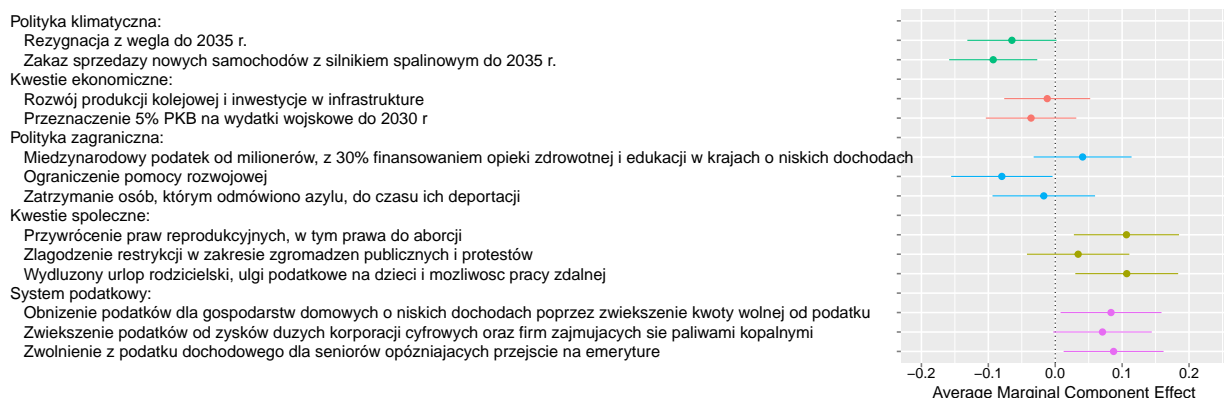 Polityka klimatyczna:
Rezygnacja z wegla do 2035 r.
Zakaz sprzedazy nowych samochodów z silnikiem spalinowym do 2035 r.
Kwestie ekonomiczne:
Rozwój produkcji kolejowej i inwestycje w infrastrukture
Przeznaczenie 5% PKB na wydatki wojskowe do 2030 r
Polityka zagraniczna:
Miedzynarodowy podatek od milionerów, z 30% finansowaniem opieki zdrowotnej i edukacji w krajach o niskich dochodach
Ograniczenie pomocy rozwojowej
Zatrzymanie osób, którym odmówiono azylu, do czasu ich deportacji
Kwestie społeczne:
Przywrócenie praw reprodukcyjnych, w tym prawa do aborcji
Zlagodzenie restrykcji w zakresie zgromadzen publicznych i protestów
Wydluzony urlop rodzicielski, ulgi podatkowe na dzieci i mozliwosc pracy zdalnej
System podatkowy:
Obnizenie podatków dla gospodarstw domowych o niskich dochodach poprzez zwiekszenie kwoty wolnej od podatku
Zwiekszenie podatków od zysków duzych korporacji cyfrowych oraz firm zajmujacych sie paliwami kopalnymi
Zwolnienie z podatku dochodowego dla seniorów opózniajacych przejscie na emeryture
−0.2 −0.1 0.0 0.1 0.2
Average Marginal Component Effect